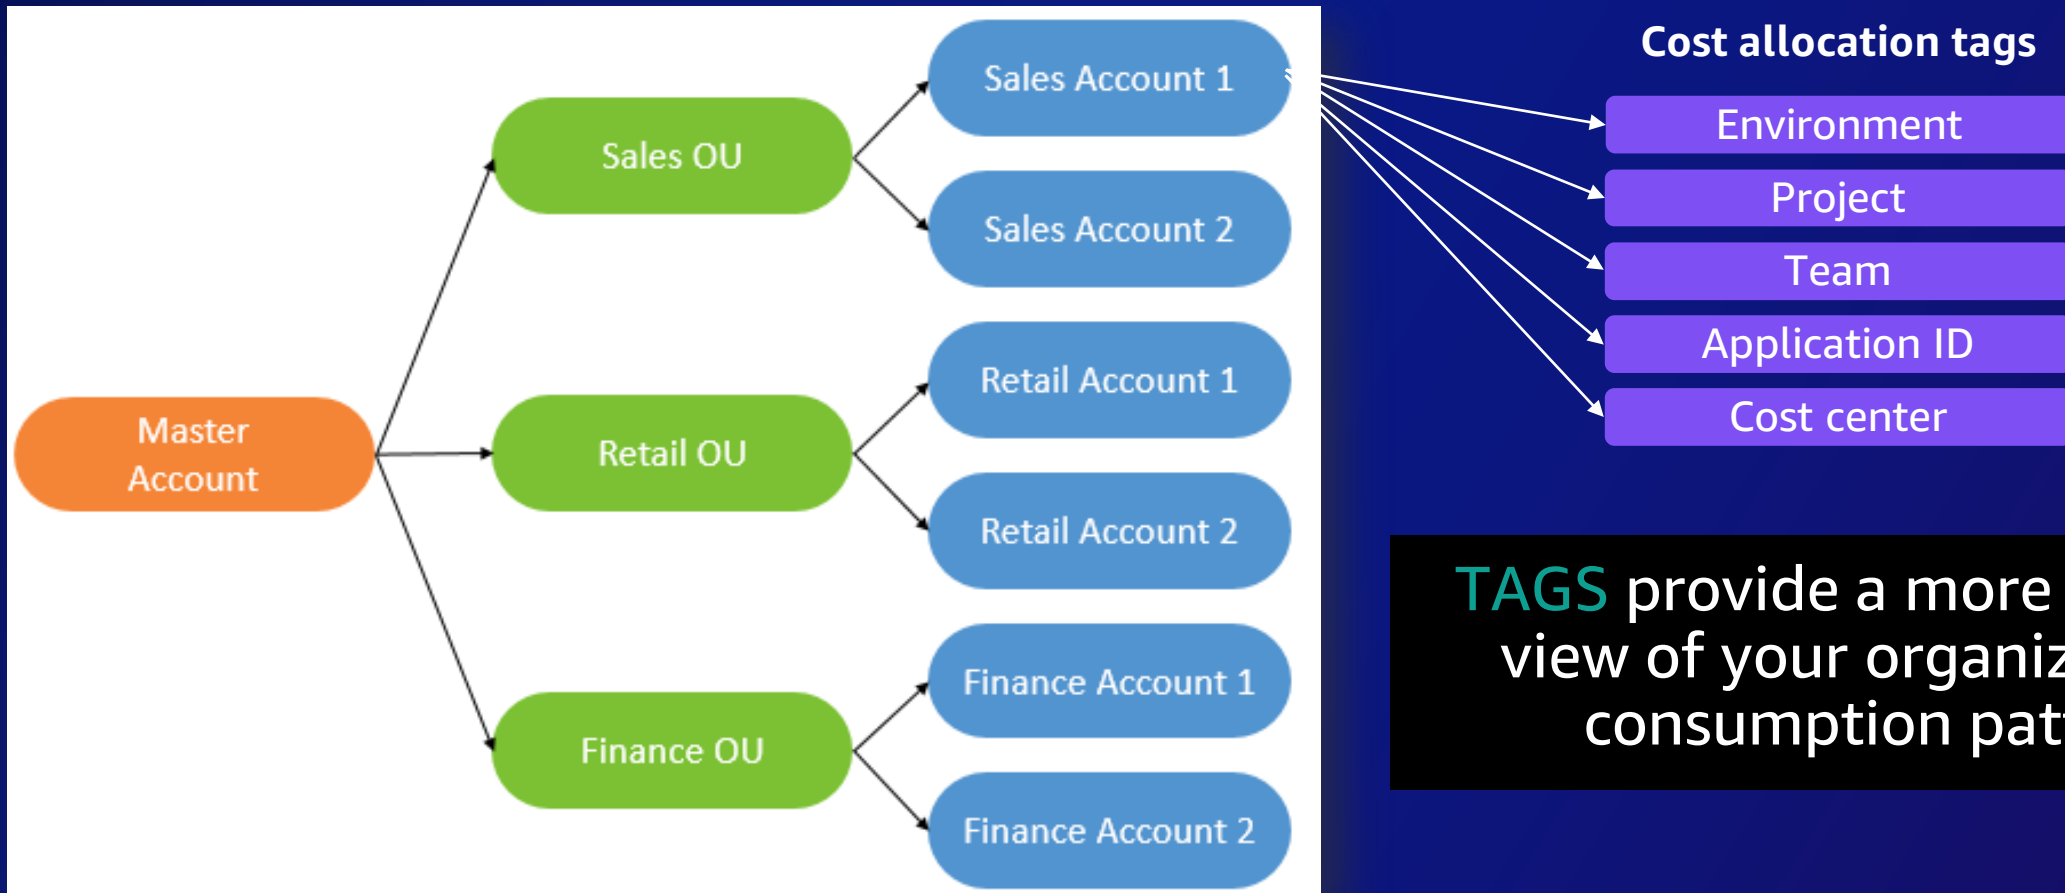 Master
Account
Sales OU
Retail OU
Finance OU
Sales Account 1
Sales Account 2
Retail Account 1
Retail Account 2
Finance Account 1
Finance Account 2
Cost allocation tags
Environment
Project
Team
Application ID
Cost center
TAGS provide a more
view of your
consumption